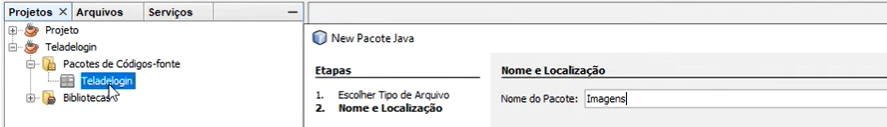 Projetos
Arquivos
Serviços
Projeto
Teladelogin
Pacotes de Códigos-fonte
Teladelogin
Bibliotecas
New Pacote Java
Etapas
1. Escolher Tipo de Arquivo
2. Nome e Localização
Nome e Localização
Nome do Pacote: Imagens